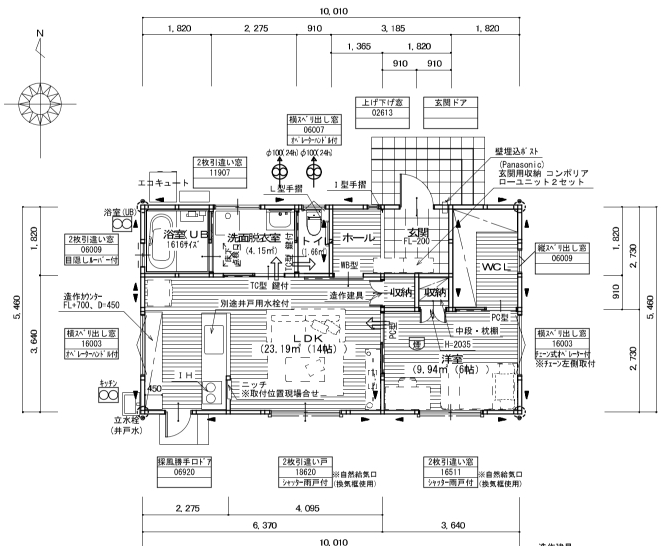 10,010
1,820
2,275
910
3,185
1,820
1,365
1,820
910
910
N
上げ下げ窓
02613
玄関ドア
横スベリ出し窓
06007
オペレーターハンドル付
φ100(24h)
φ100(24h)
2枚引違い窓
11907
エコキュート
L型手摺
I型手摺
壁埋込ポスト
(Panasonic)
玄関用収納 コンポリア
ローユニット2セット
浴室(UB)
2枚引違い窓
06009
目隠しルーバー付
浴室UB
1616サイズ
洗面脱衣室
(4.15㎡)
床下
点検口
TC型 鍵付
トイレ
(1.66㎡)
ホール
玄関
FL-200
WCL
縦スベリ出し窓
06009
1,820
3,640
5,460
2,730
910
2,730
5,460
WB型
TC型 鍵付
造作建具
収納
収納
PC型
PC型
造作カウンター
FL+700、D=450
別途井戸用水栓付
中段・枕棚
H-2035
横スベリ出し窓
16003
オペレーターハンドル付
LDK
(23.19㎡ (14帖))
洋室
(9.94㎡ (6帖))
横スベリ出し窓
16003
チェーン式オペレーター付
※チェーン左側取付
キッチン
450
IH
ニッチ
※取付位置現場合せ
立水栓
(井戸水)
採風勝手口ドア
06920
2枚引違い戸
18620
シャッター雨戸付
※自然給気口
(換気框使用)
2枚引違い窓
16511
シャッター雨戸付
※自然給気口
(換気框使用)
2,275
4,095
6,370
3,640
10,010
造作建具